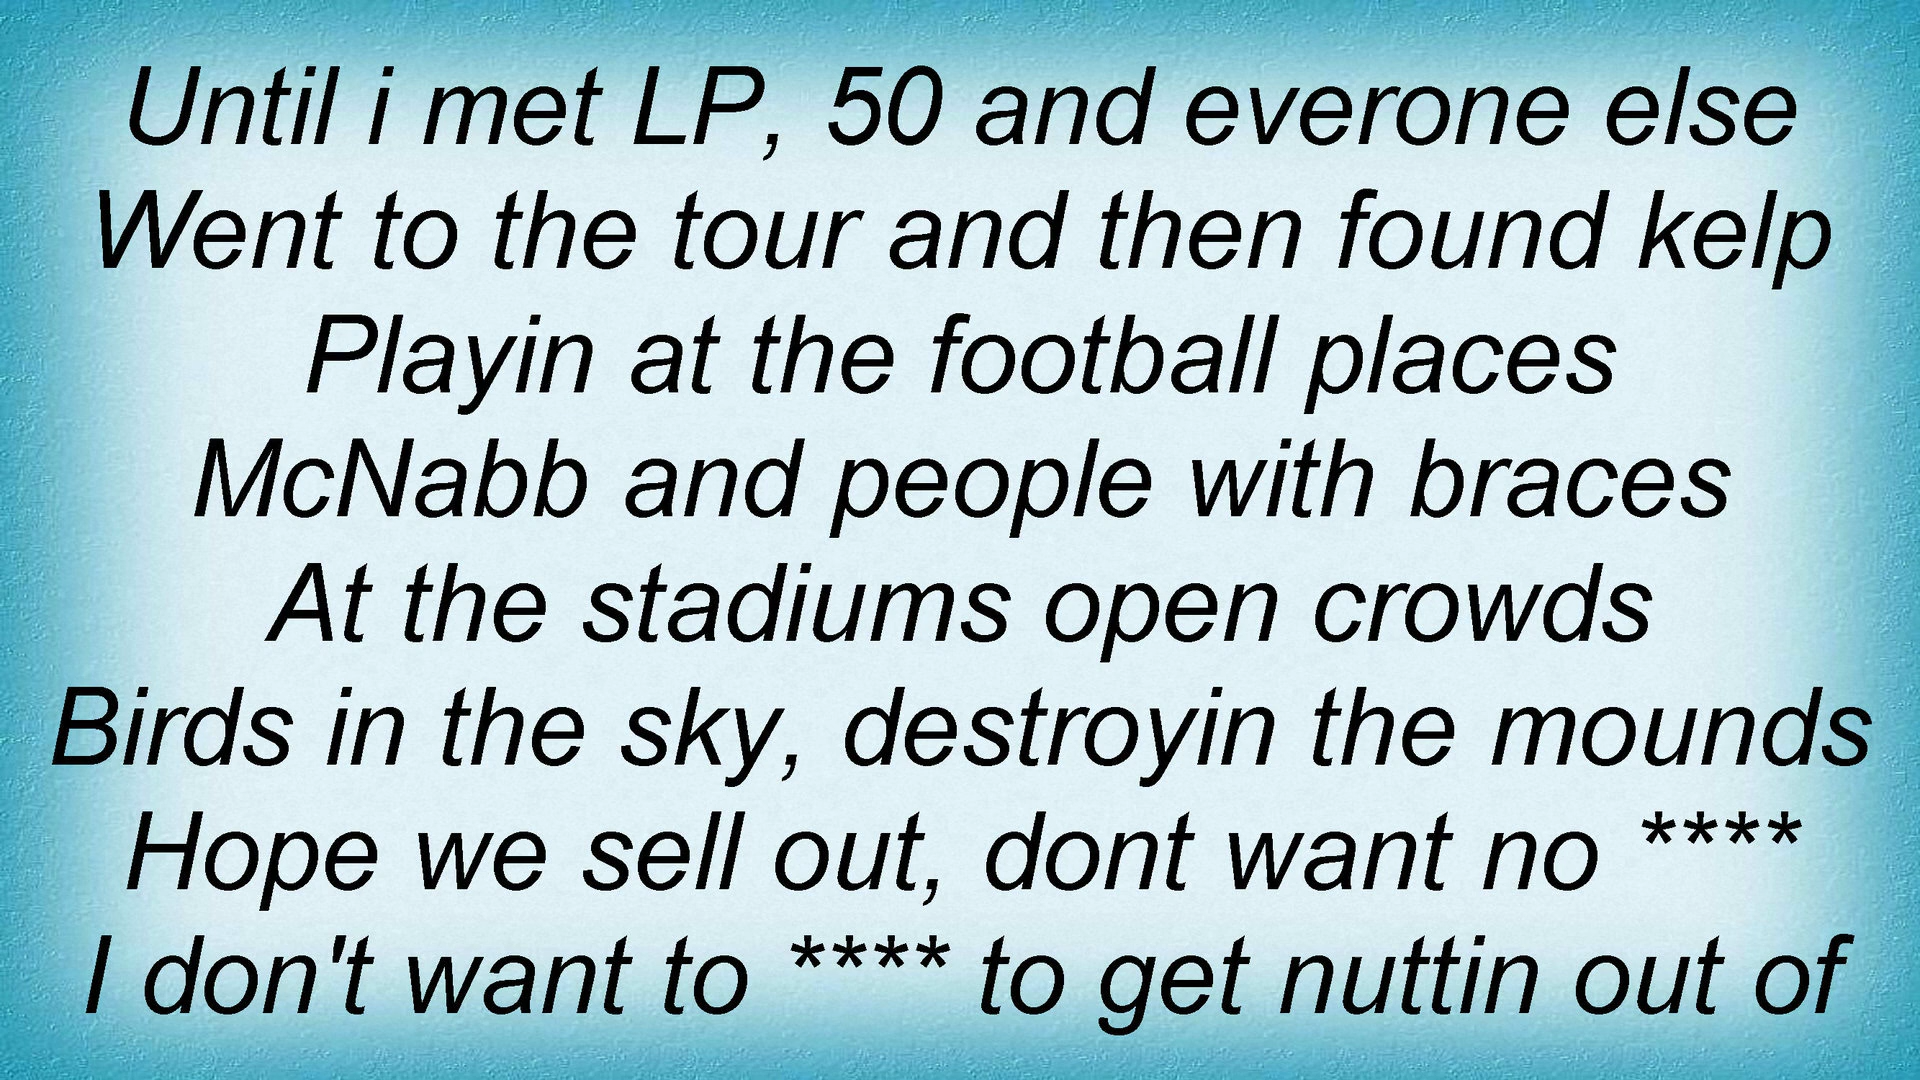 Until i met LP, 50 and everone else
Went to the tour and then found kelp
Playin at the football places
McNabb and people with braces
At the stadiums open crowds
Birds in the sky, destroyin the mounds
Hope we sell out, dont want no ****
I don't want to **** to get nuttin out of